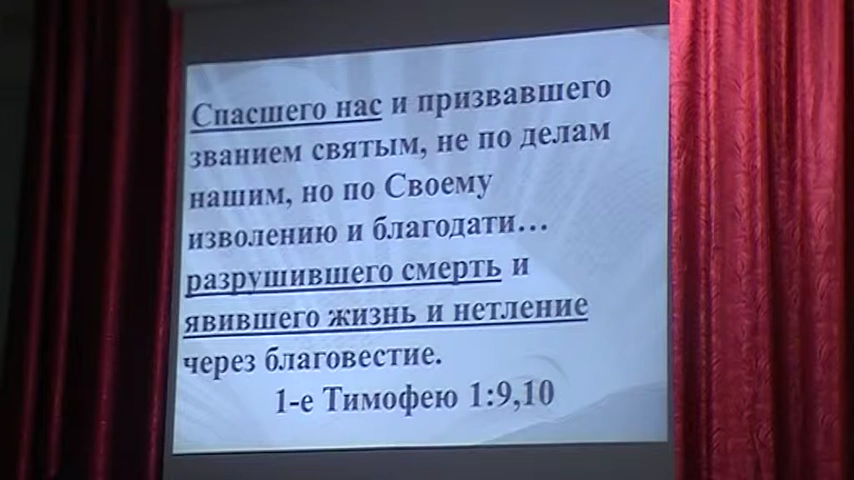 Спасшего нас и призвавшего
званием святым, не по делам
нашим, но по Своему
изволению и благодати…
разрушившего смерть и
явившего жизнь и нетление
через благовестие.
1-е Тимофею 1:9,10